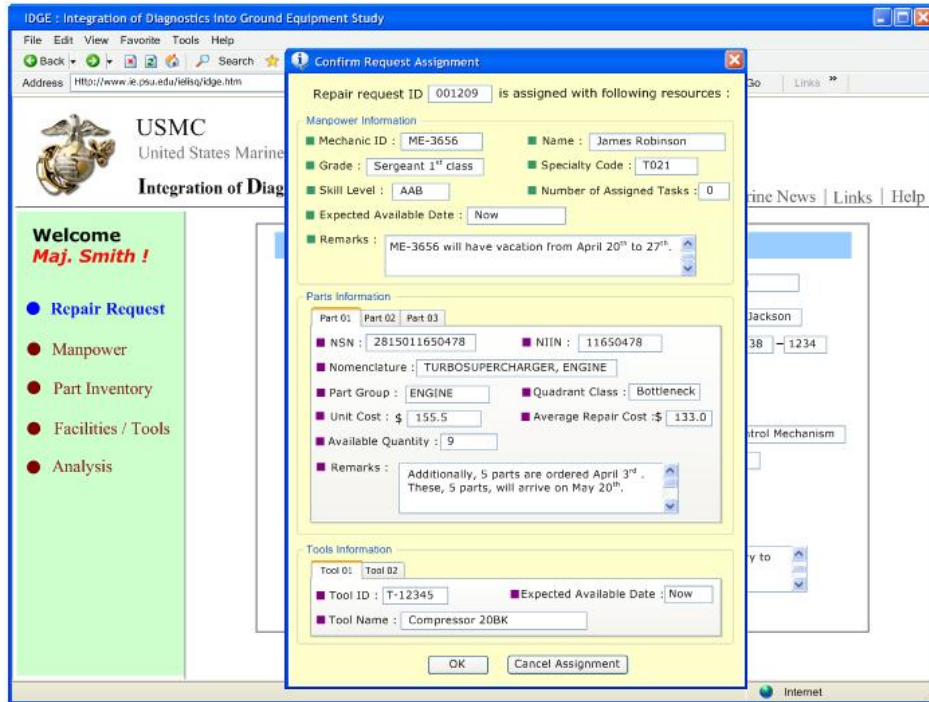 IDGE : Integration of Diagnostics Into Ground Equipment Study
File Edit View Favorite Tools Help
Back Search
Address Http://www.ie.psu.edu/ielisq/idge.htm Go Links »
USMC
United States Marine
Integration of Diag
rine News | Links | Help
Welcome
Maj. Smith !
Repair Request
Manpower
Part Inventory
Facilities / Tools
Analysis
Confirm Request Assignment
Repair request ID 001209 is assigned with following resources :
Manpower Information
Mechanic ID : ME-3656 Name : James Robinson
Grade : Sergeant 1st class Specialty Code : T021
Skill Level : AAB Number of Assigned Tasks : 0
Expected Available Date : Now
Remarks : ME-3656 will have vacation from April 20th to 27th.
Parts Information
Part 01 Part 02 Part 03
NSN : 2815011650478 NIIN : 11650478
Nomenclature : TURBOSUPERCHARGER, ENGINE
Part Group : ENGINE Quadrant Class : Bottleneck
Unit Cost : $ 155.5 Average Repair Cost :$ 133.0
Available Quantity : 9
Remarks : Additionally, 5 parts are ordered April 3rd .
These, 5 parts, will arrive on May 20th.
Tools Information
Tool 01 Tool 02
Tool ID : T-12345 Expected Available Date : Now
Tool Name : Compressor 20BK
OK Cancel Assignment
Jackson
38 – 1234
trol Mechanism
y to
Internet